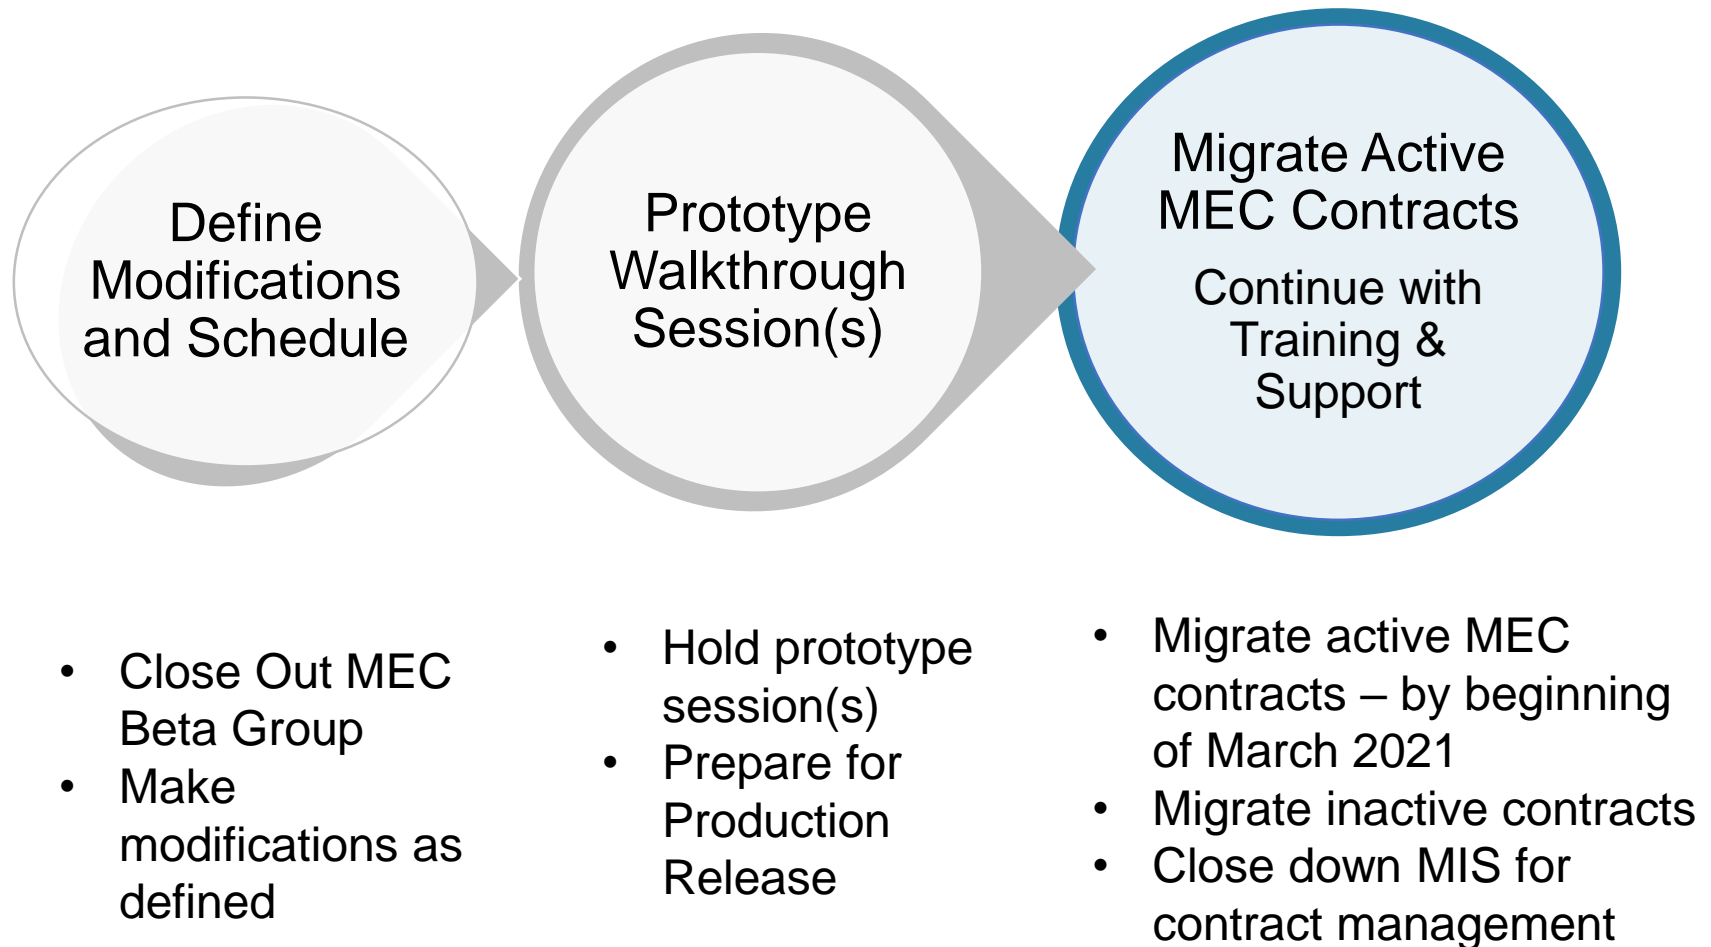 Define
Modifications
and Schedule
Prototype
Walkthrough
Session(s)
Migrate Active
MEC Contracts
Continue with
Training &
Support
• Close Out MEC
Beta Group
• Make
modifications as
defined
• Hold prototype
session(s)
• Prepare for
Production
Release
• Migrate active MEC
contracts – by beginning
of March 2021
• Migrate inactive contracts
• Close down MIS for
contract management